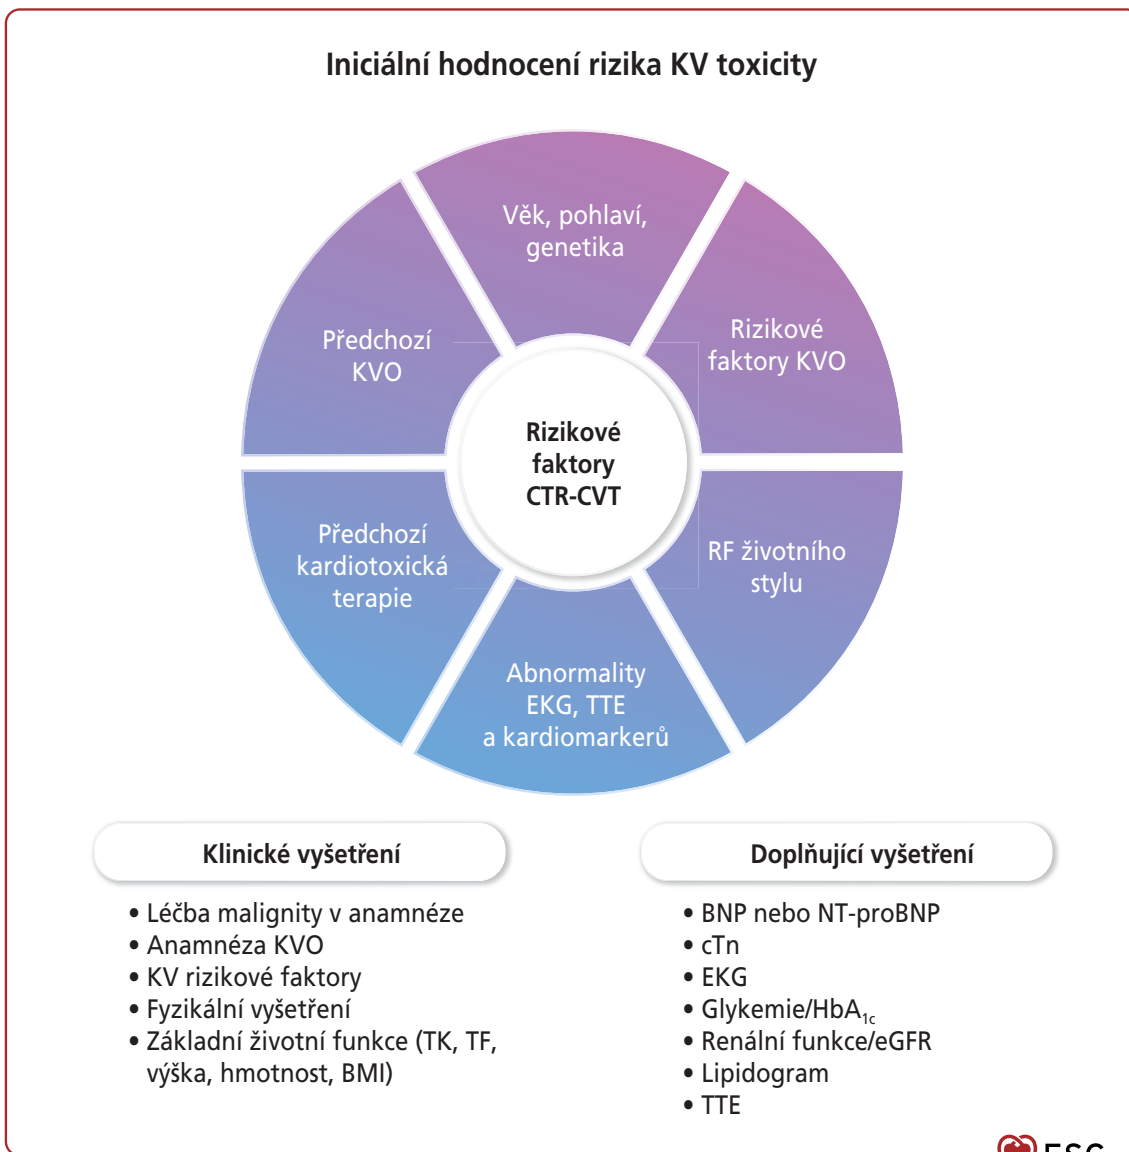 Iniciální hodnocení rizika KV toxicity
Věk, pohlaví,
genetika
Předchozí
KVO
Rizikové
faktory KVO
Rizikové
faktory
CTR-CVT
Předchozí
kardiotoxická
terapie
RF životního
stylu
Abnormality
EKG, TTE
a kardiomarkerů
Klinické vyšetření
• Léčba malignity v anamnéze
• Anamnéza KVO
• KV rizikové faktory
• Fyzikální vyšetření
• Základní životní funkce (TK, TF,
výška, hmotnost, BMI)
Doplňující vyšetření
• BNP nebo NT-proBNP
• cTn
• EKG
• Glykemie/HbA1c
• Renální funkce/eGFR
• Lipidogram
• TTE
ESC